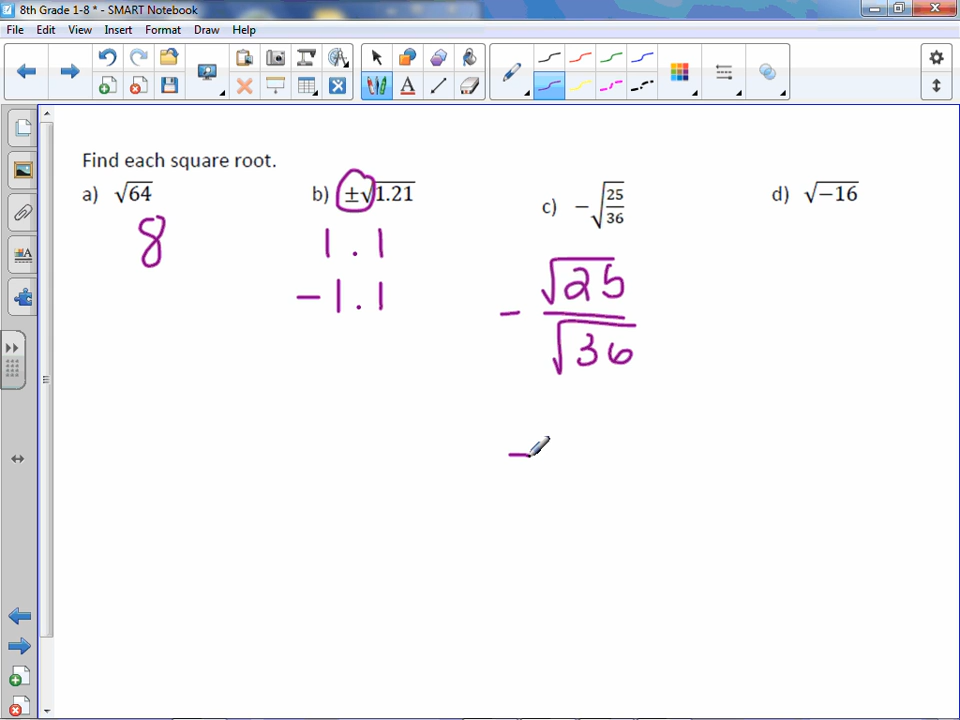 8th Grade 1-8 * - SMART Notebook
File Edit View Insert Format Draw Help
Find each square root.
a) √64 b) ±√1.21 c) −√(25/36) d) √−16
8
1.1
−1.1
− √25
√36
−